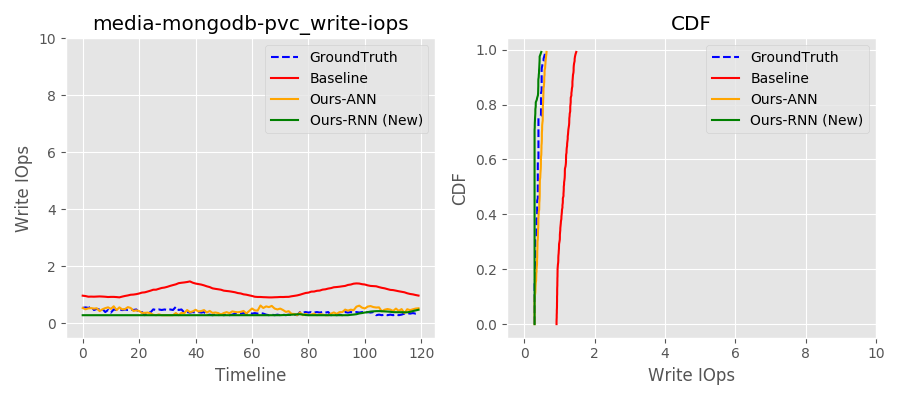 media-mongodb-pvc_write-iops
Write IOps
10
8
6
4
2
0
0 20 40 60 80 100 120
Timeline
GroundTruth
Baseline
Ours-ANN
Ours-RNN (New)
CDF
CDF
1.0
0.8
0.6
0.4
0.2
0.0
0 2 4 6 8 10
Write IOps
GroundTruth
Baseline
Ours-ANN
Ours-RNN (New)